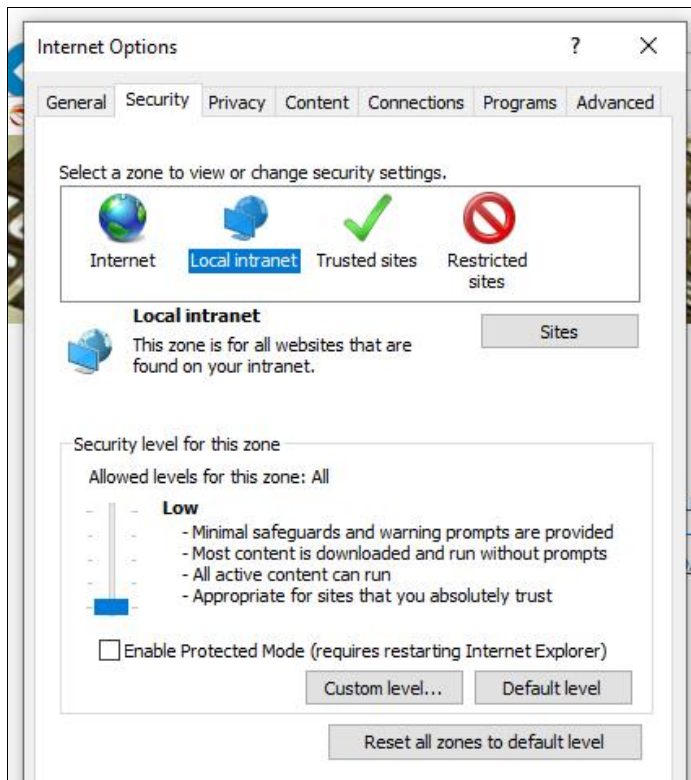 Internet Options
? X
General Security Privacy Content Connections Programs Advanced
Select a zone to view or change security settings.
Internet Local intranet Trusted sites Restricted
sites
Local intranet
Sites
This zone is for all websites that are
found on your intranet.
Security level for this zone
Allowed levels for this zone: All
Low
- Minimal safeguards and warning prompts are provided
- Most content is downloaded and run without prompts
- All active content can run
- Appropriate for sites that you absolutely trust
Enable Protected Mode (requires restarting Internet Explorer)
Custom level... Default level
Reset all zones to default level